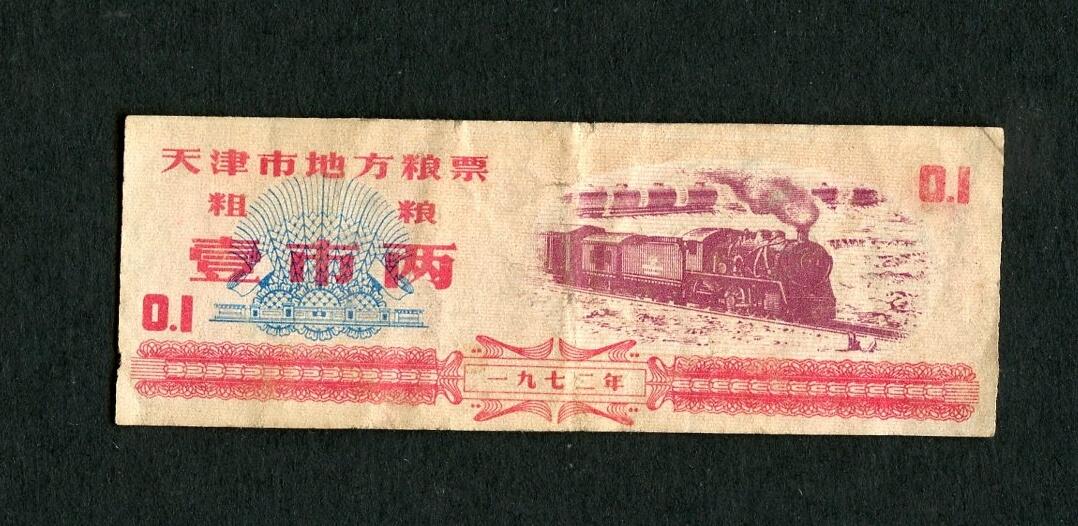 天津市地方粮票
粗 粮
壹市两
0.1
0.1
一九七二年